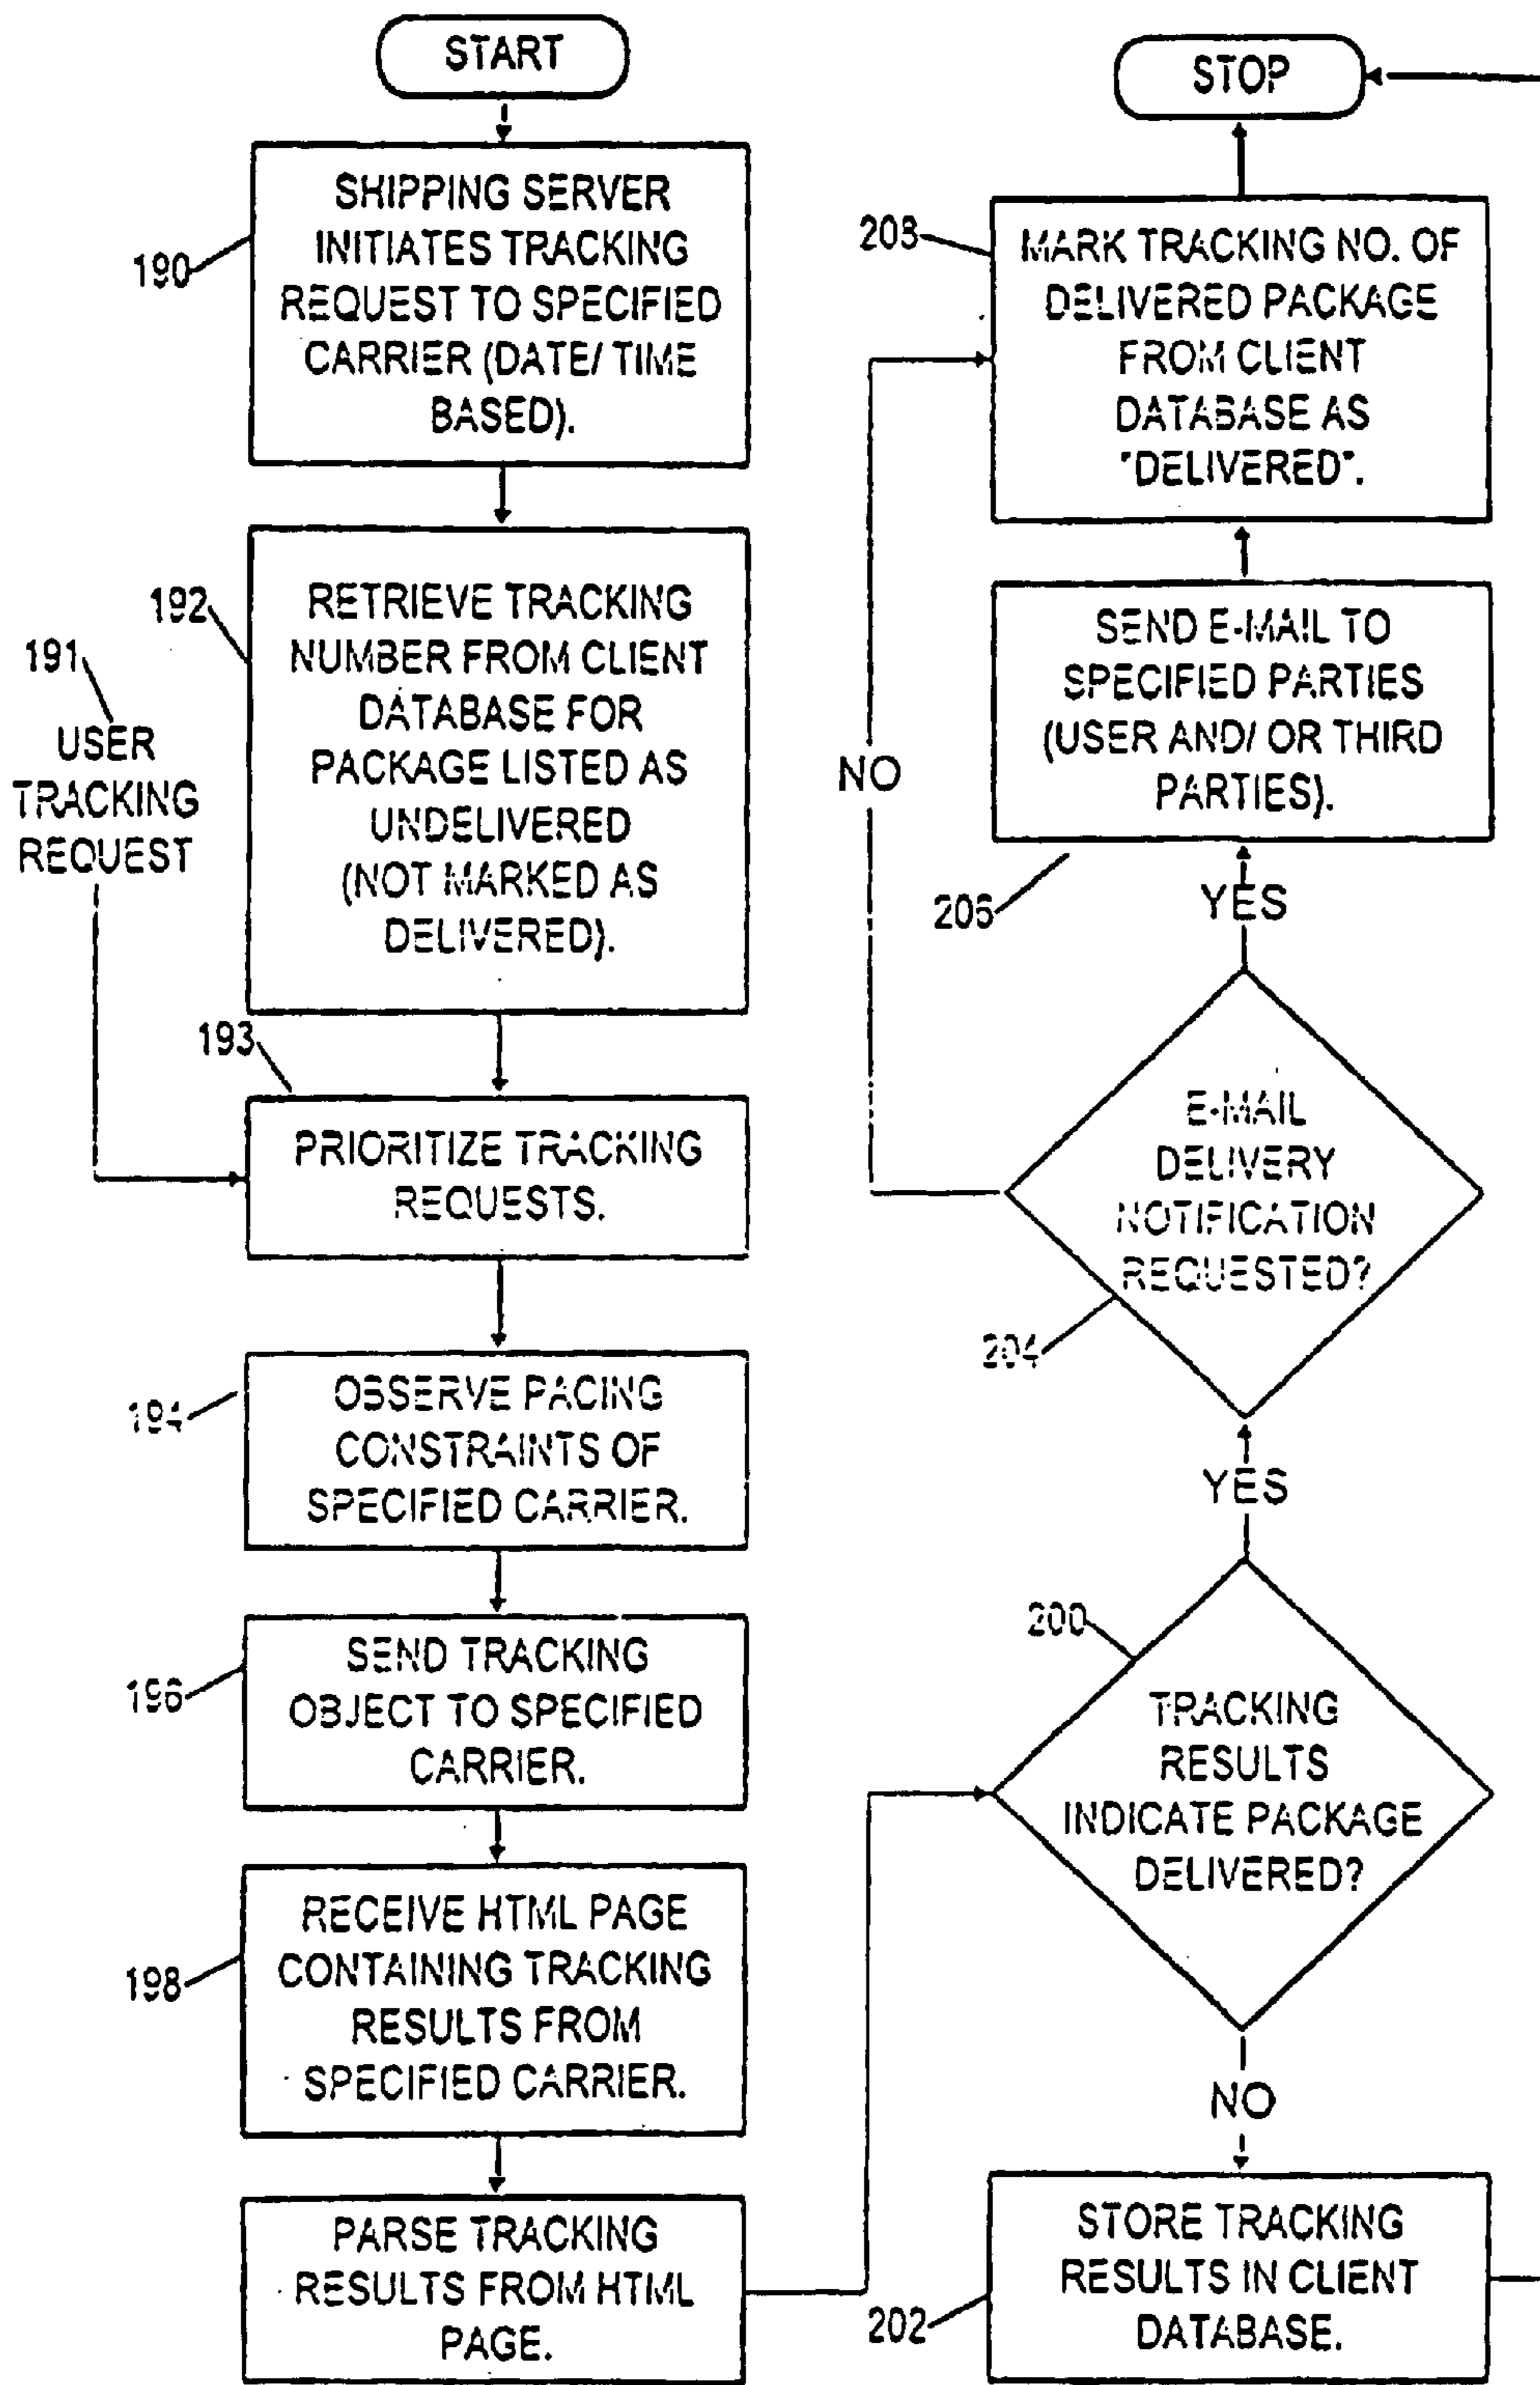 START
190
SHIPPING SERVER
INITIATES TRACKING
REQUEST TO SPECIFIED
CARRIER (DATE/ TIME
BASED).
192
RETRIEVE TRACKING
NUMBER FROM CLIENT
DATABASE FOR
PACKAGE LISTED AS
UNDELIVERED
(NOT MARKED AS
DELIVERED).
191
USER
TRACKING
REQUEST
193
PRIORITIZE TRACKING
REQUESTS.
194
OBSERVE PACING
CONSTRAINTS OF
SPECIFIED CARRIER.
196
SEND TRACKING
OBJECT TO SPECIFIED
CARRIER.
198
RECEIVE HTML PAGE
CONTAINING TRACKING
RESULTS FROM
SPECIFIED CARRIER.
PARSE TRACKING
RESULTS FROM HTML
PAGE.
STOP
208
MARK TRACKING NO. OF
DELIVERED PACKAGE
FROM CLIENT
DATABASE AS
"DELIVERED".
SEND E-MAIL TO
SPECIFIED PARTIES
(USER AND/ OR THIRD
PARTIES).
206
NO
YES
E-MAIL
DELIVERY
NOTIFICATION
REQUESTED?
204
YES
200
TRACKING
RESULTS
INDICATE PACKAGE
DELIVERED?
NO
STORE TRACKING
RESULTS IN CLIENT
DATABASE.
202